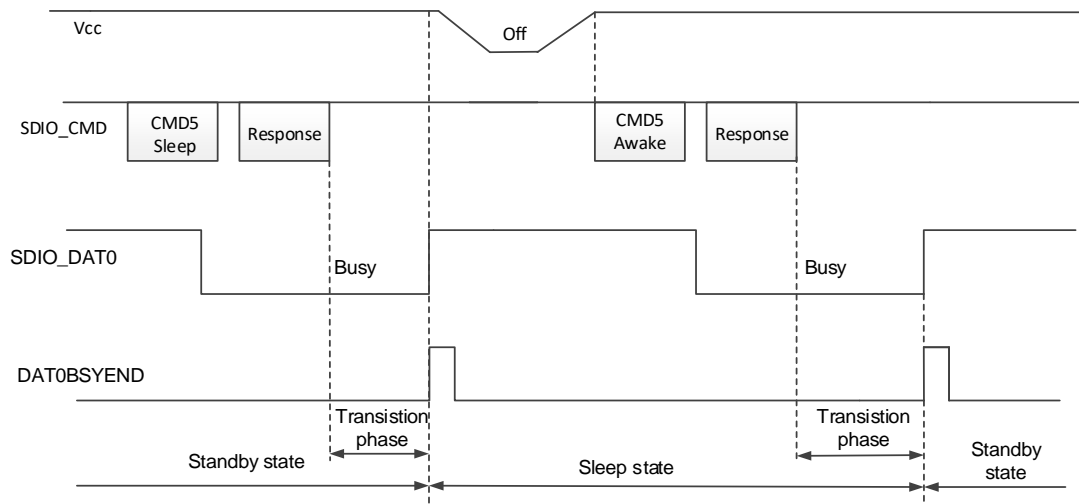 Vcc
Off
SDIO_CMD
CMD5
Sleep
Response
CMD5
Awake
Response
SDIO_DAT0
Busy
Busy
DAT0BSYEND
Transistion
phase
Transistion
phase
Standby state
Sleep state
Standby
state